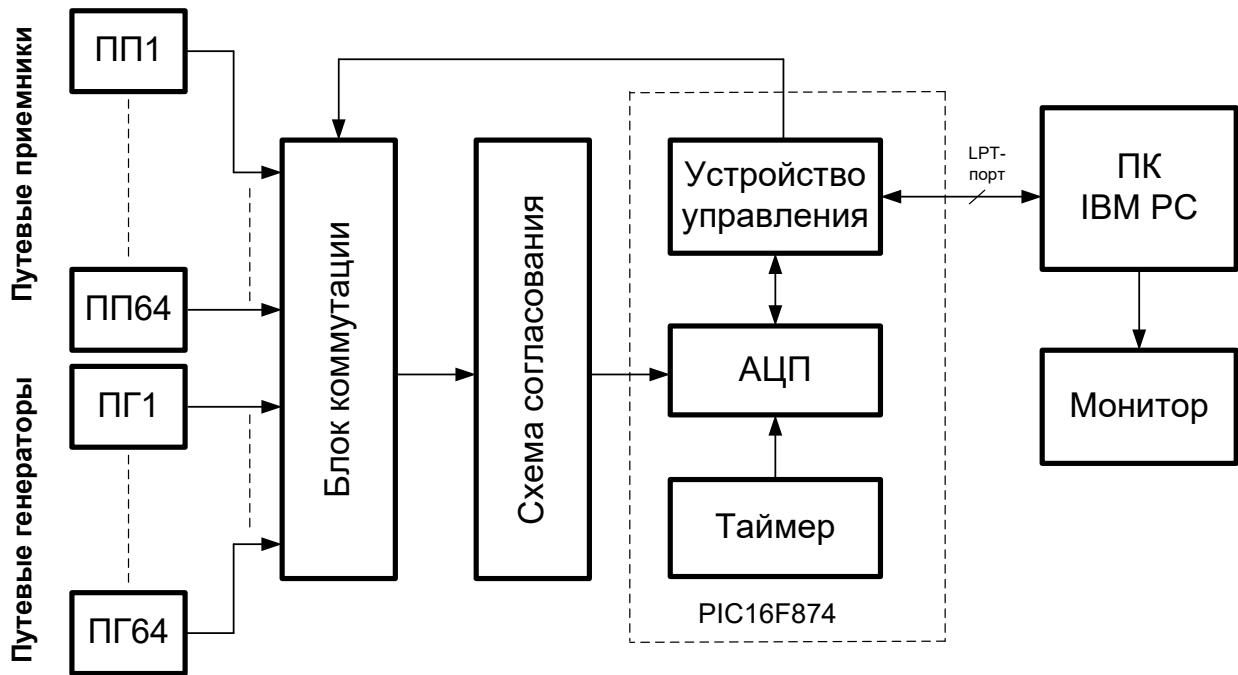 Путевые приемники
ПП1
ПП64
Путевые генераторы
ПГ1
ПГ64
Блок коммутации
Схема согласования
Устройство
управления
АЦП
Таймер
PIC16F874
LPT-
порт
ПК
IBM PC
Монитор